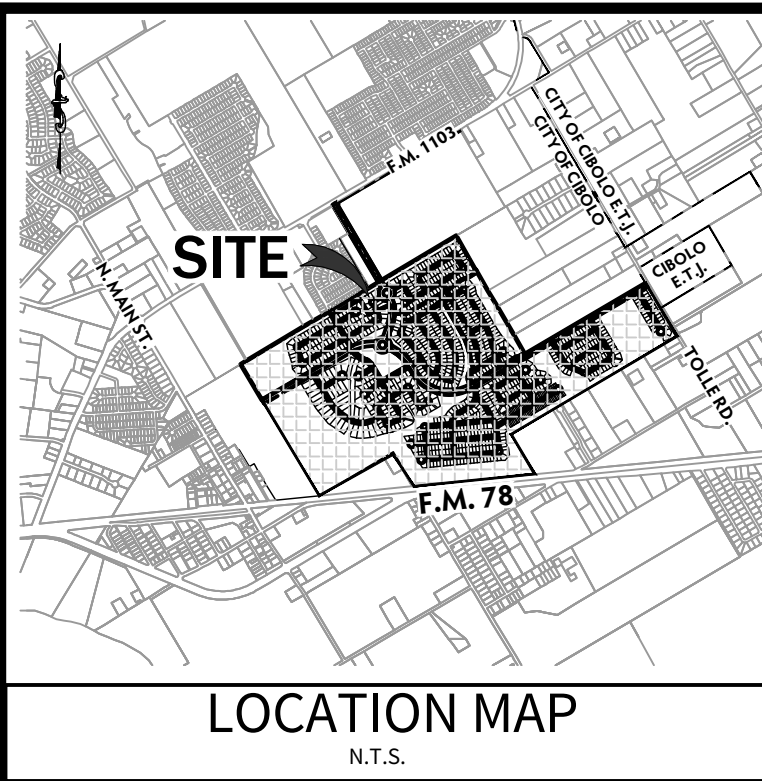 F.M. 1103
CITY OF CIBOLO E.T.J.
CITY OF CIBOLO
SITE
CIBOLO
E.T.J.
N. MAIN ST.
TOLLE RD.
F.M. 78
LOCATION MAP
N.T.S.